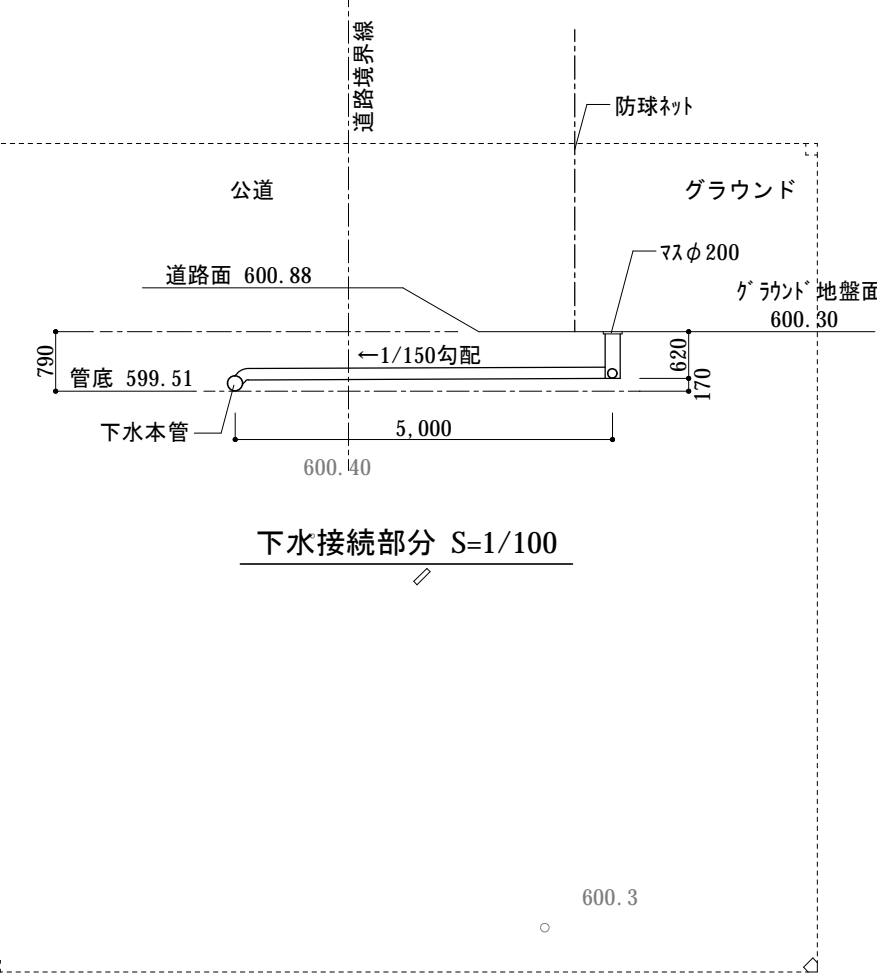 道路境界線
防球ネット
公道
グラウンド
マスφ200
道路面 600.88
グラウンド地盤面
600.30
←1/150勾配
790
620
管底 599.51
170
下水本管
5,000
600.40
下水接続部分 S=1/100
600.3